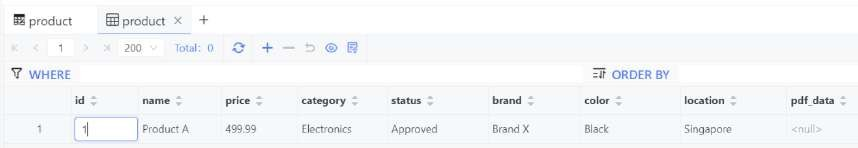 product product
1 200 Total: 0
WHERE ORDER BY
id name price category status brand color location pdf_data
1 1 Product A 499.99 Electronics Approved Brand X Black Singapore <null>